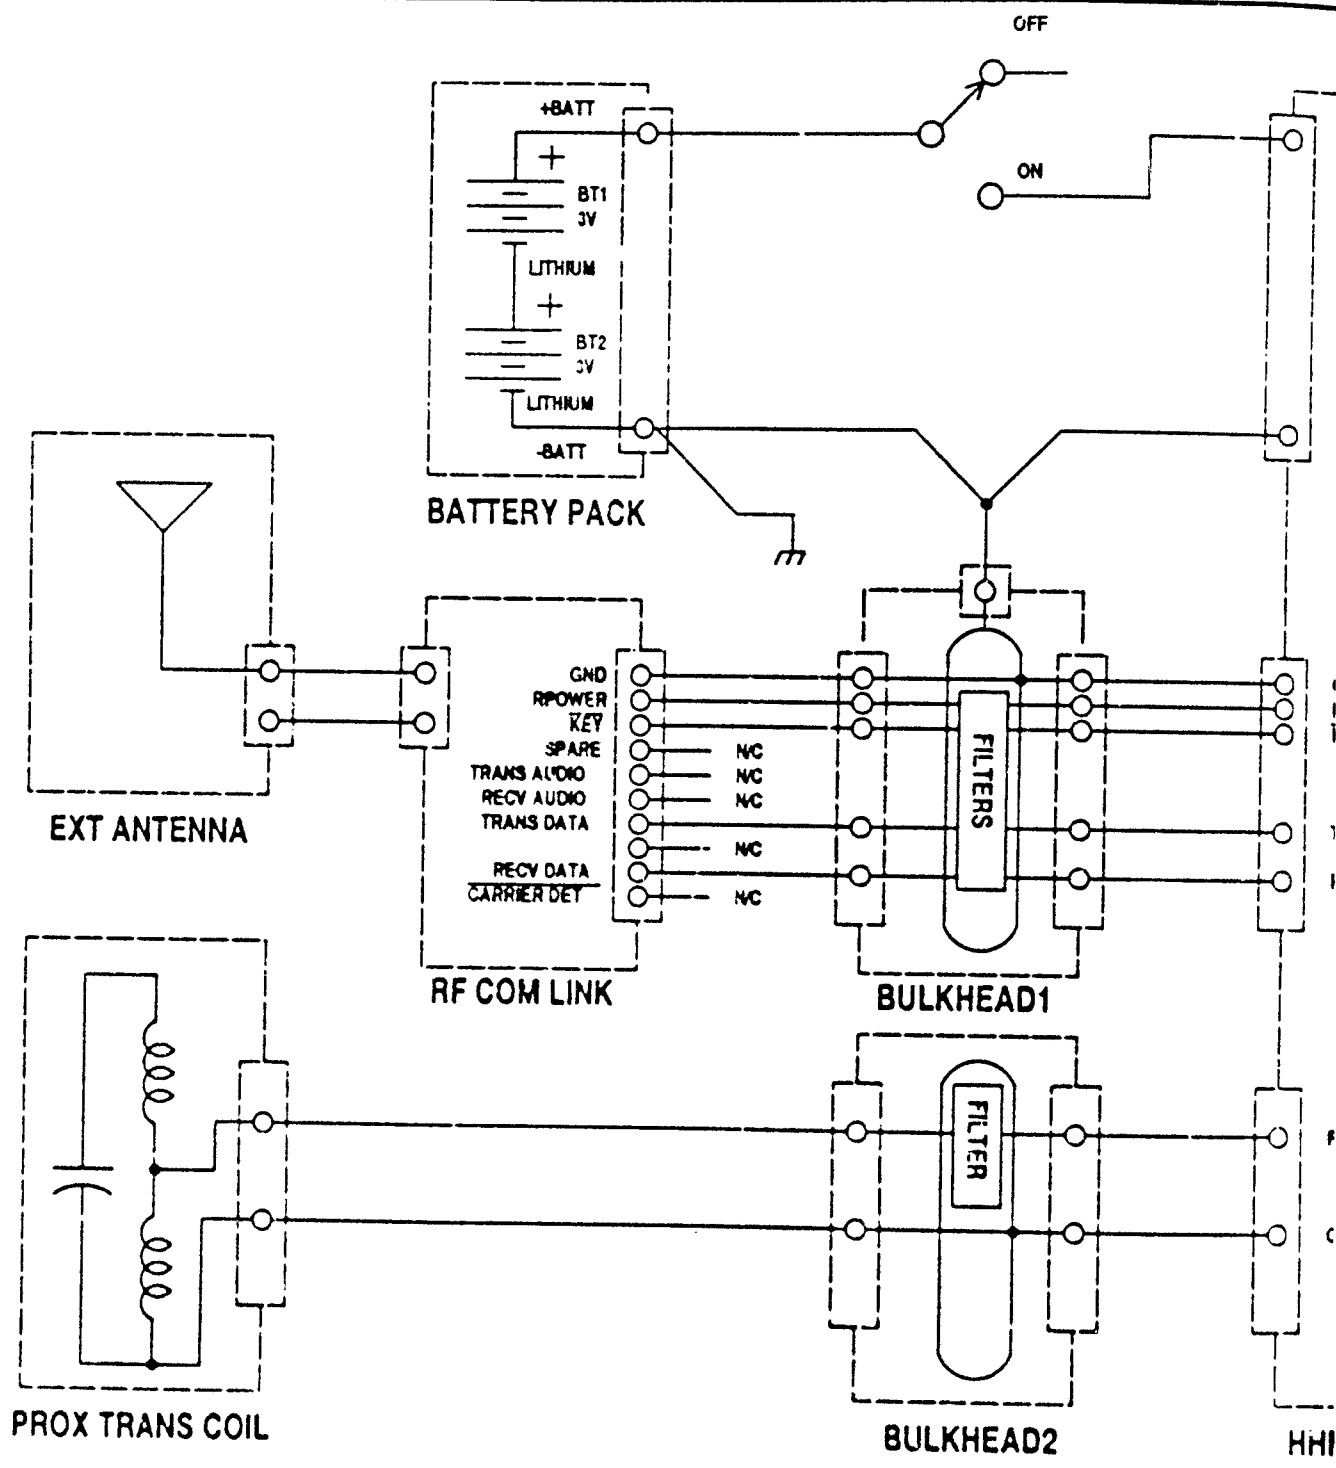 OFF
+BATT
+
BT1
3V
ON
LITHIUM
+
BT2
3V
LITHIUM
-BATT
BATTERY PACK
GND
RPOWER
KEY
SPARE N/C
TRANS AUDIO N/C
RECV AUDIO N/C
TRANS DATA
N/C
RECV DATA
CARRIER DET N/C
FILTERS
EXT ANTENNA
RF COM LINK
BULKHEAD1
FILTER
PROX TRANS COIL
BULKHEAD2